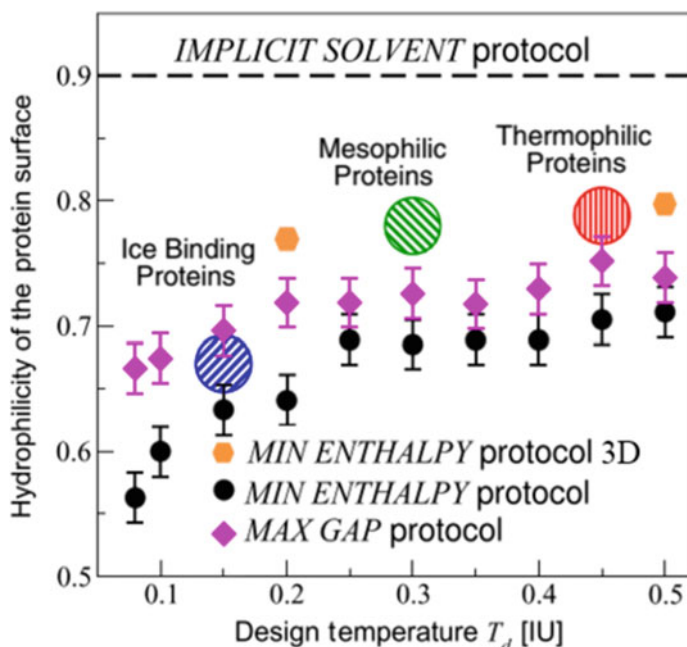 IMPLICIT SOLVENT protocol
0.9
Thermophilic
Proteins
Mesophilic
Proteins
0.8
Ice Binding
Proteins
0.7
Hydrophilicity of the protein surface
MIN ENTHALPY protocol 3D
0.6
MIN ENTHALPY protocol
MAX GAP protocol
0.5
0.1 0.2 0.3 0.4 0.5
Design temperature T_d [IU]